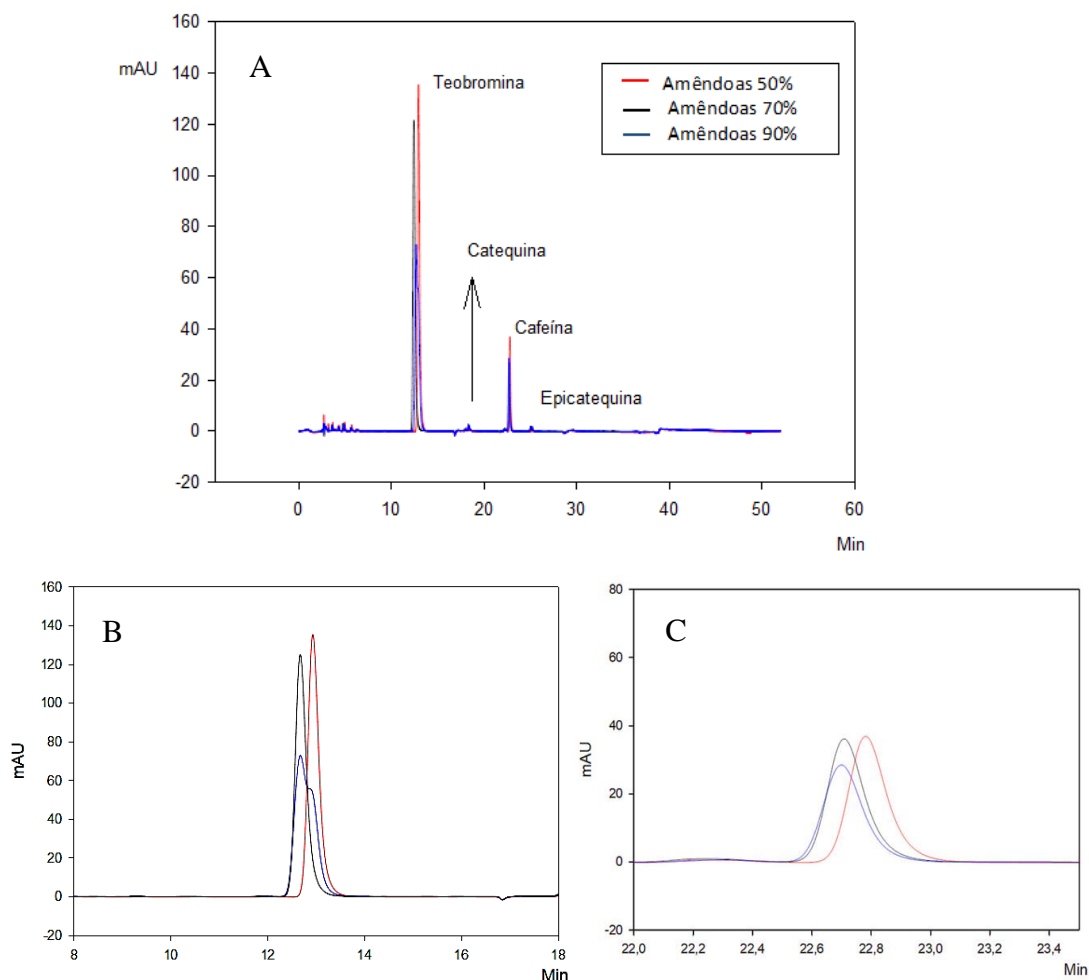 160
mAU
A
140
Teobromina
Amêndoas 50%
Amêndoas 70%
Amêndoas 90%
120
100
80
Catequina
60
40
Cafeína
20
Epicatequina
0
-20
0 10 20 30 40 50 60
Min
160
B
140
120
100
80
60
40
20
0
-20
mAU
8 10 12 14 16 18
Min
80
C
60
40
20
0
-20
mAU
22,0 22,4 22,6 22,8 23,0 23,2 23,4
Min